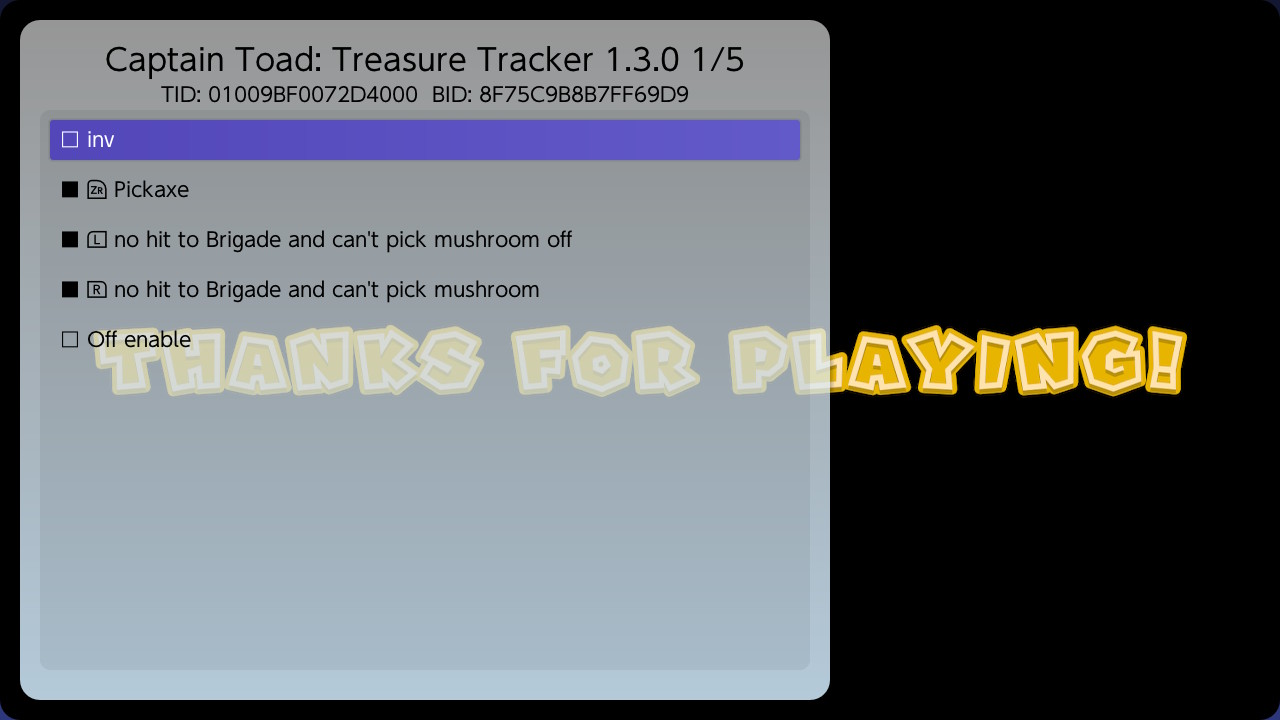 Captain Toad: Treasure Tracker 1.3.0 1/5
TID: 01009BF0072D4000 BID: 8F75C9B8B7FF69D9
□ inv
■ ZR Pickaxe
■ L no hit to Brigade and can't pick mushroom off
■ R no hit to Brigade and can't pick mushroom
□ Off enable
THANKS FOR PLAYING!